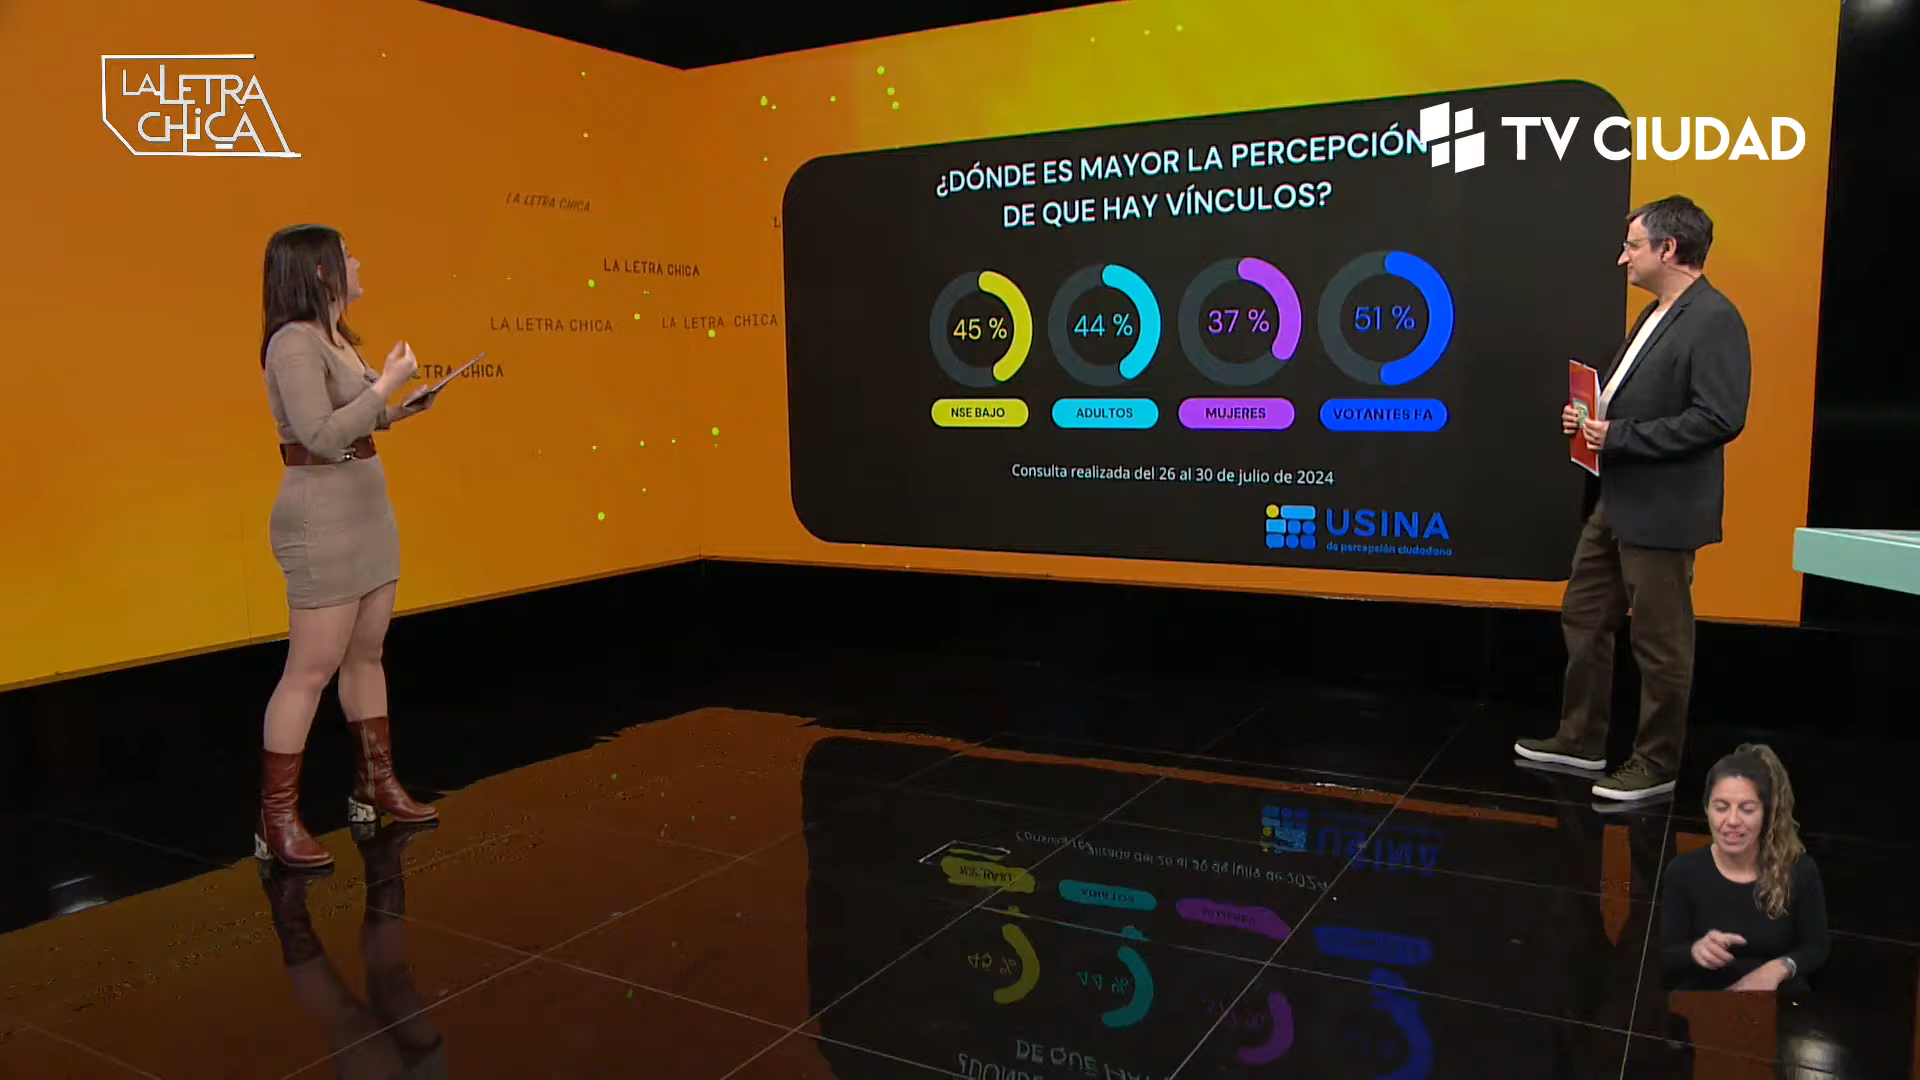 LA LETRA
CHICA
TV CIUDAD
¿DÓNDE ES MAYOR LA PERCEPCIÓN
DE QUE HAY VÍNCULOS?
LA LETRA CHICA
LA LETRA CHICA
LA LETRA CHICA
LA LETRA CHICA
ETRA CHICA
45 %
44 %
37 %
51 %
NSE BAJO
ADULTOS
MUJERES
VOTANTES FA
Consulta realizada del 26 al 30 de julio de 2024
USINA
de percepción ciudadana